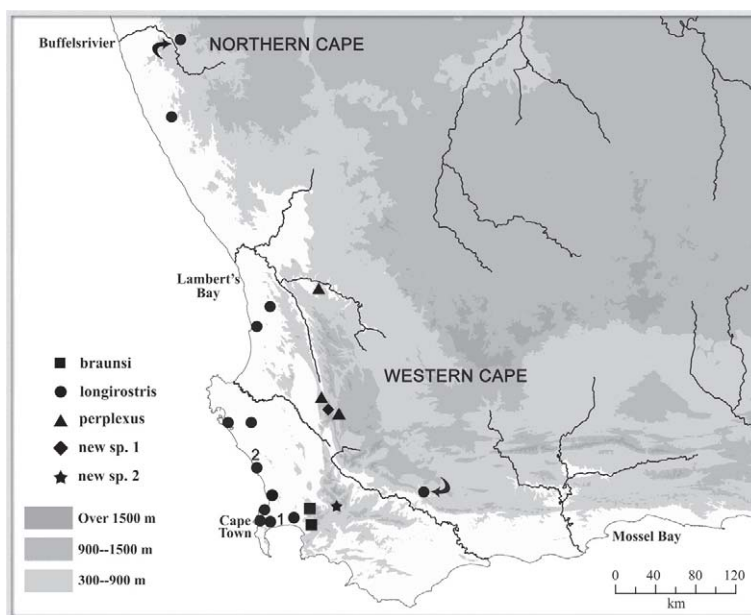 Buffelsrivier
NORTHERN CAPE
Lambert's
Bay
WESTERN CAPE
braunsi
longirostris
perplexus
new sp. 1
new sp. 2
2
1
Cape
Town
Mossel Bay
Over 1500 m
900--1500 m
300--900 m
0 40 80 120
km